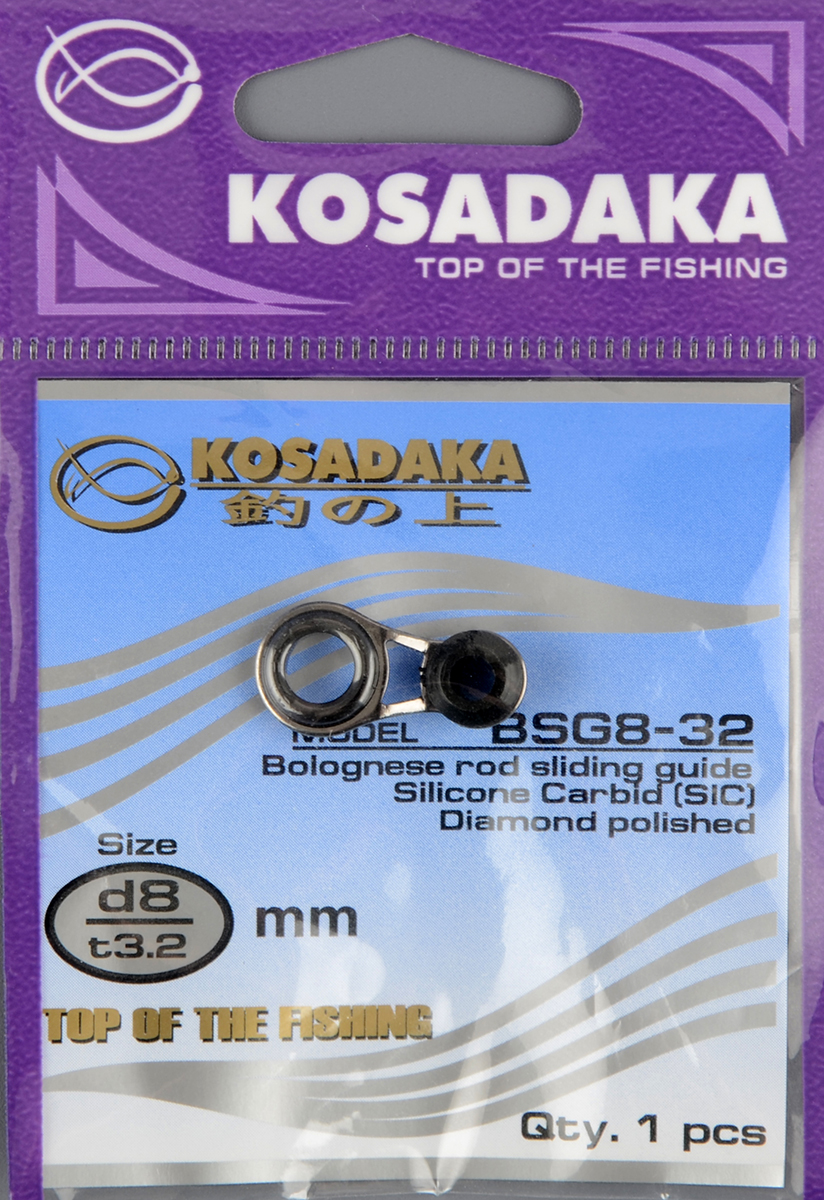 KOSADAKA
TOP OF THE FISHING
KOSADAKA
釣の上
MODEL BSG8-32
Bolognese rod sliding guide
Silicone Carbid (SiC)
Diamond polished
Size
d8
t3.2
mm
TOP OF THE FISHING
Qty. 1 pcs